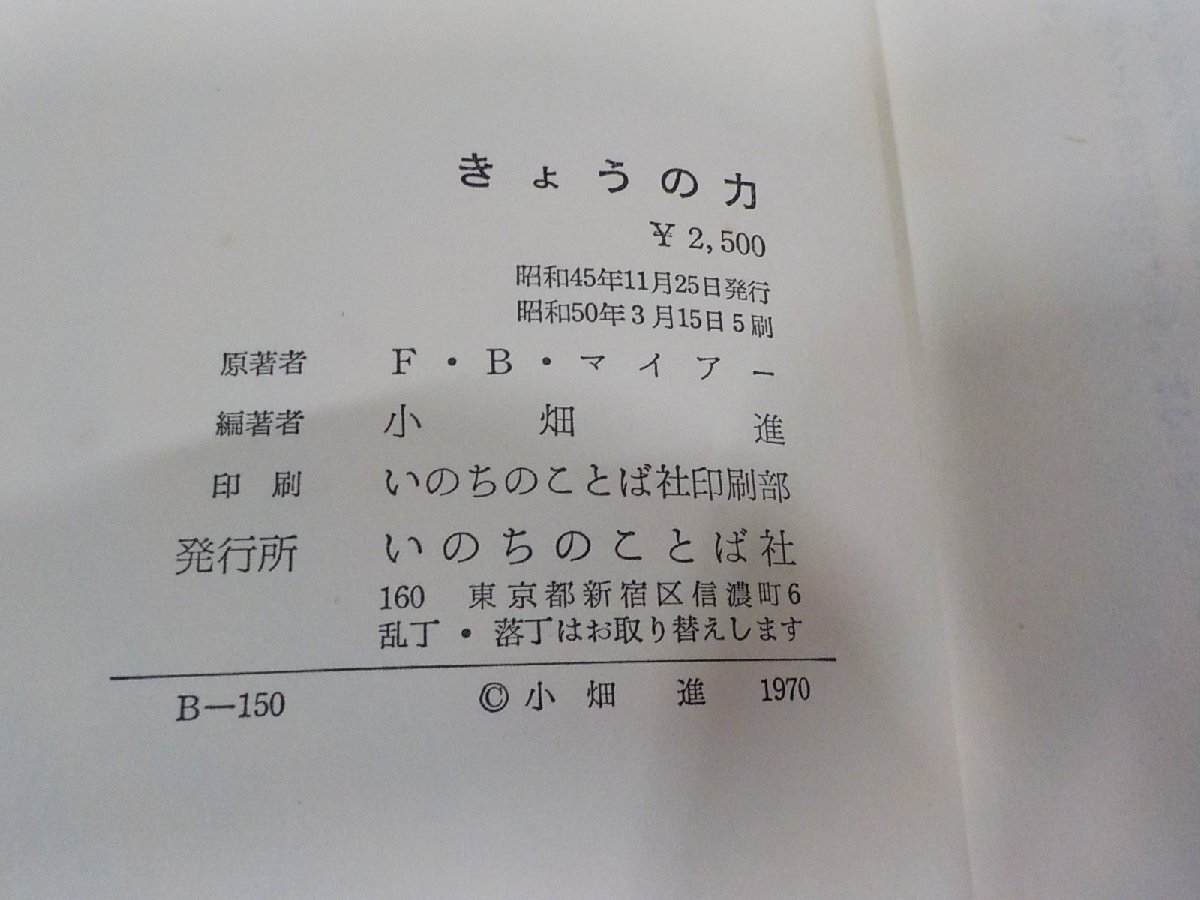 きょうの力
¥ 2,500
昭和45年11月25日発行
昭和50年3月15日5刷
原著者 F・B・マイアー
編著者 小畑進
印刷 いのちのことば社印刷部
発行所 いのちのことば社
160 東京都新宿区信濃町6
乱丁・落丁はお取り替えします
B—150 ©小畑進 1970